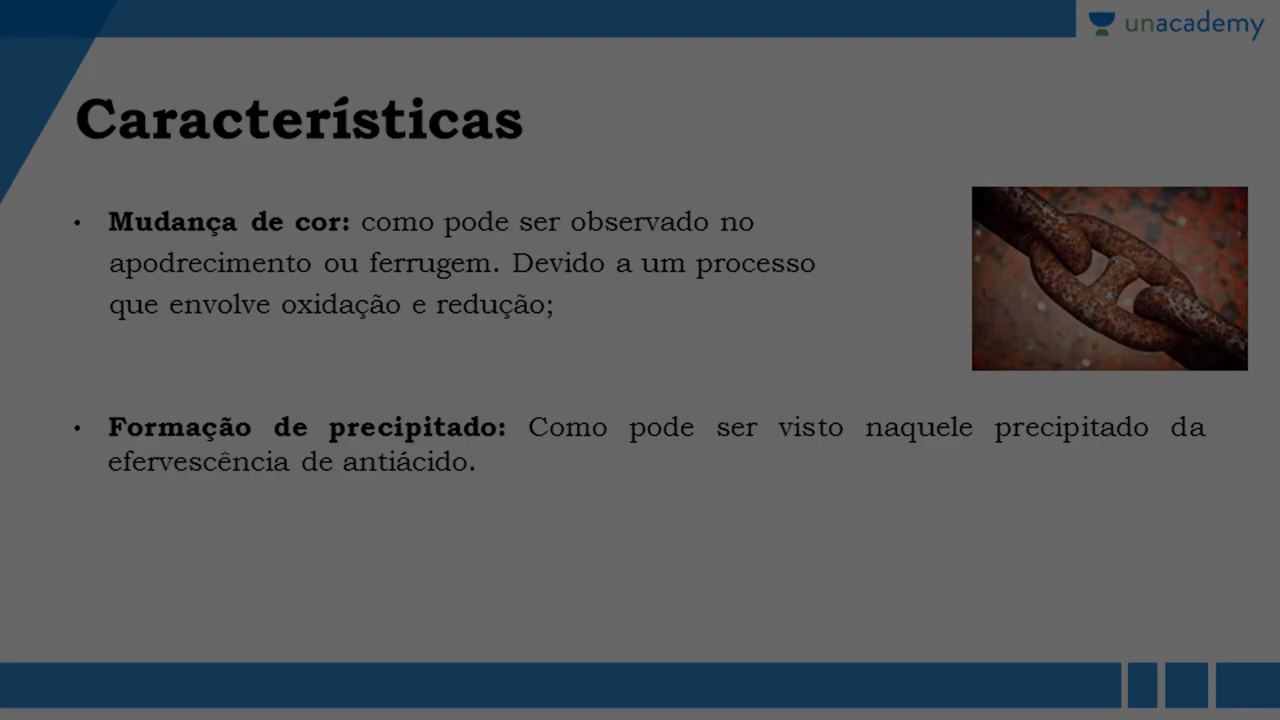 unacademy
Características
• Mudança de cor: como pode ser observado no
apodrecimento ou ferrugem. Devido a um processo
que envolve oxidação e redução;
• Formação de precipitado: Como pode ser visto naquele precipitado da
efervescência de antiácido.